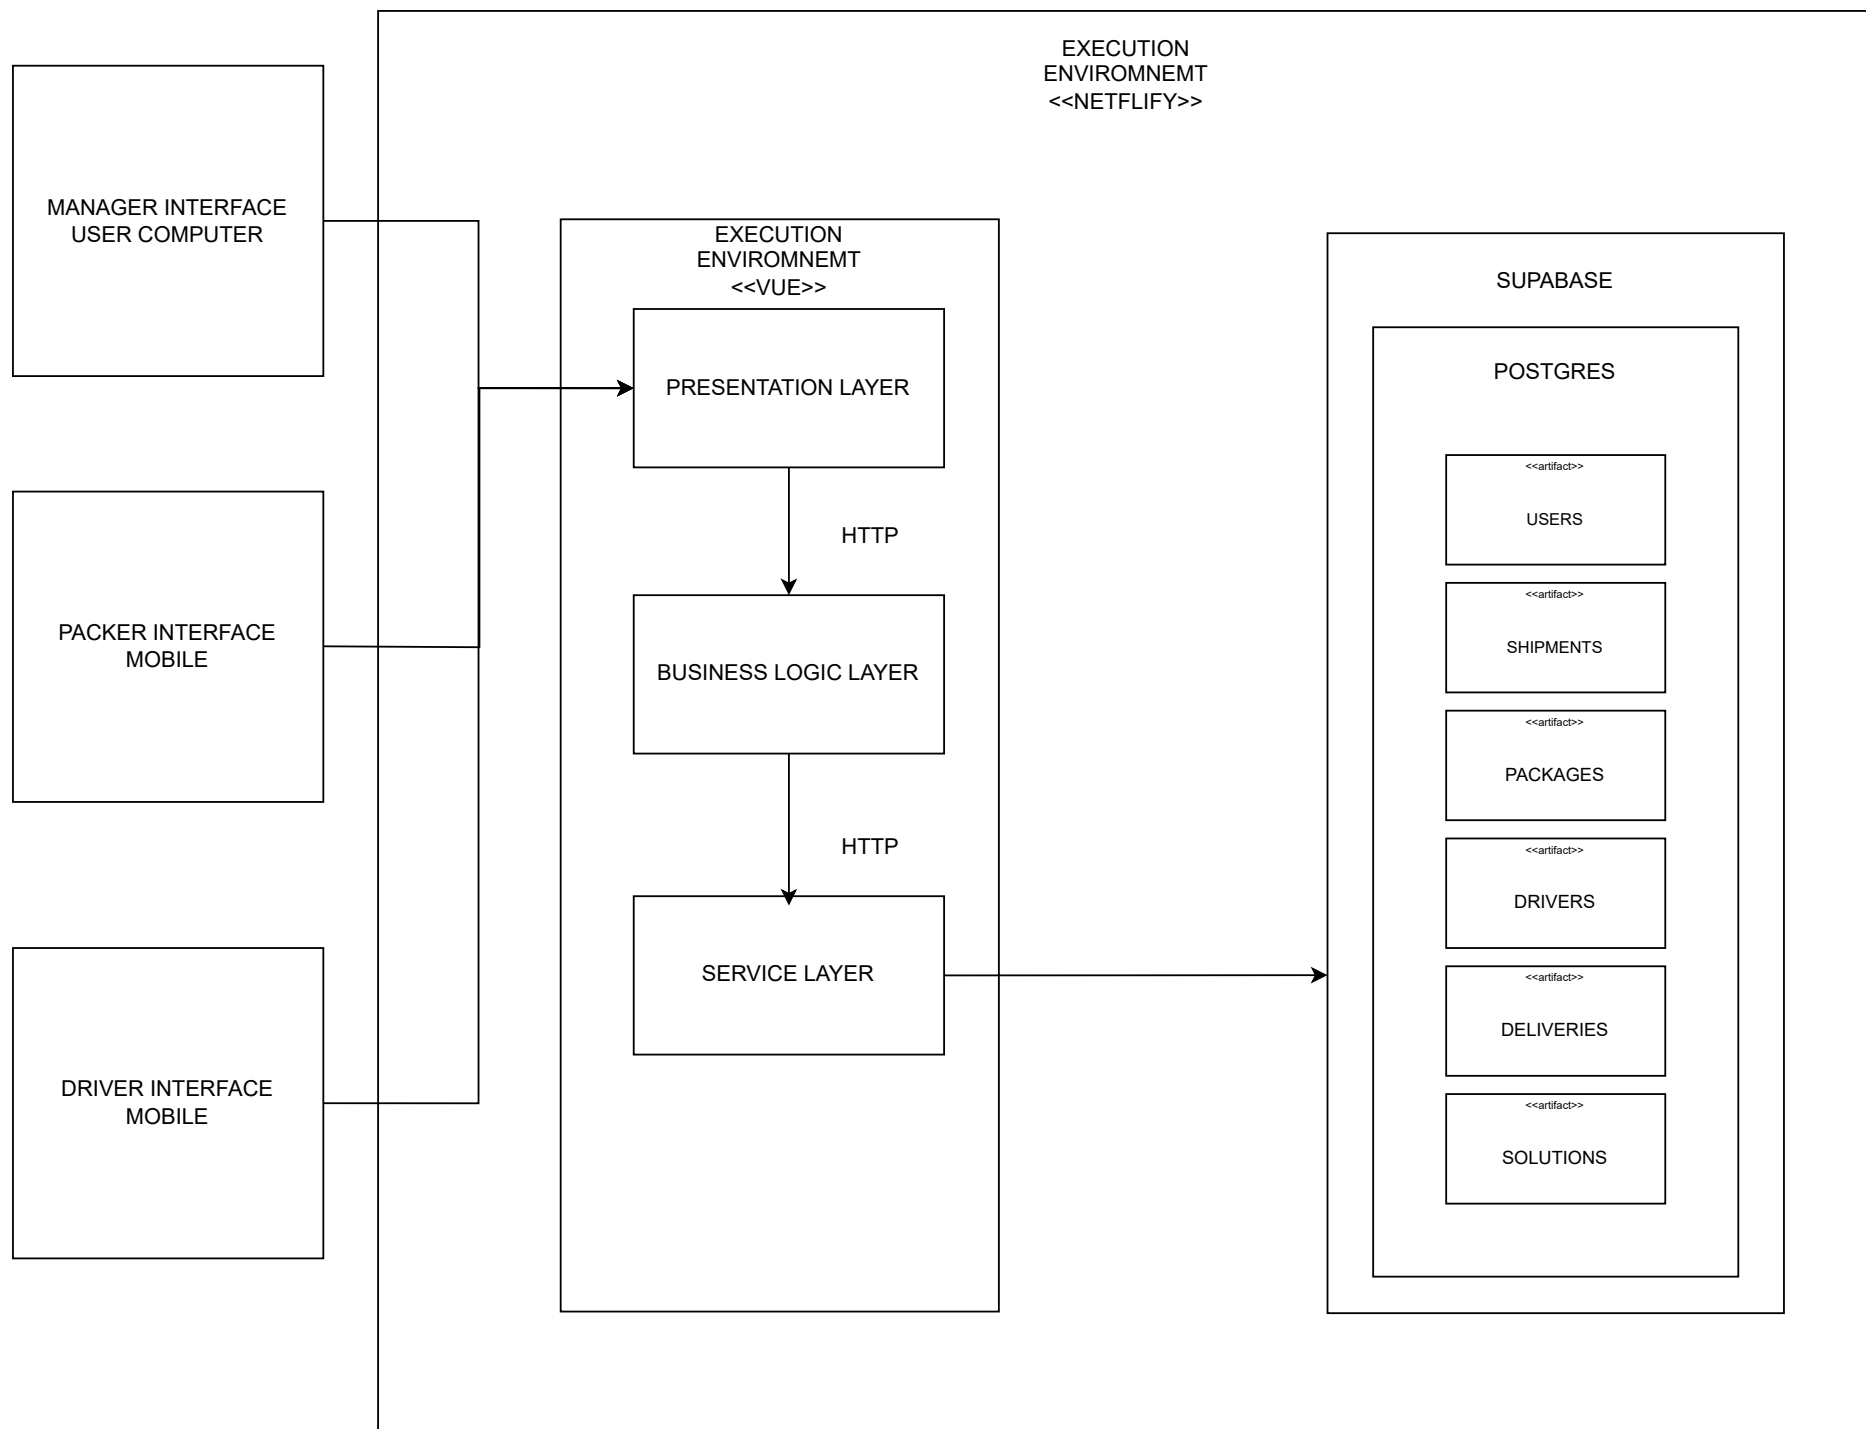 EXECUTION
ENVIROMNEMT
<<NETFLIFY>>
MANAGER INTERFACE
USER COMPUTER
PACKER INTERFACE
MOBILE
DRIVER INTERFACE
MOBILE
EXECUTION
ENVIROMNEMT
<<VUE>>
PRESENTATION LAYER
HTTP
BUSINESS LOGIC LAYER
HTTP
SERVICE LAYER
SUPABASE
POSTGRES
<<artifact>>
USERS
<<artifact>>
SHIPMENTS
<<artifact>>
PACKAGES
<<artifact>>
DRIVERS
<<artifact>>
DELIVERIES
<<artifact>>
SOLUTIONS